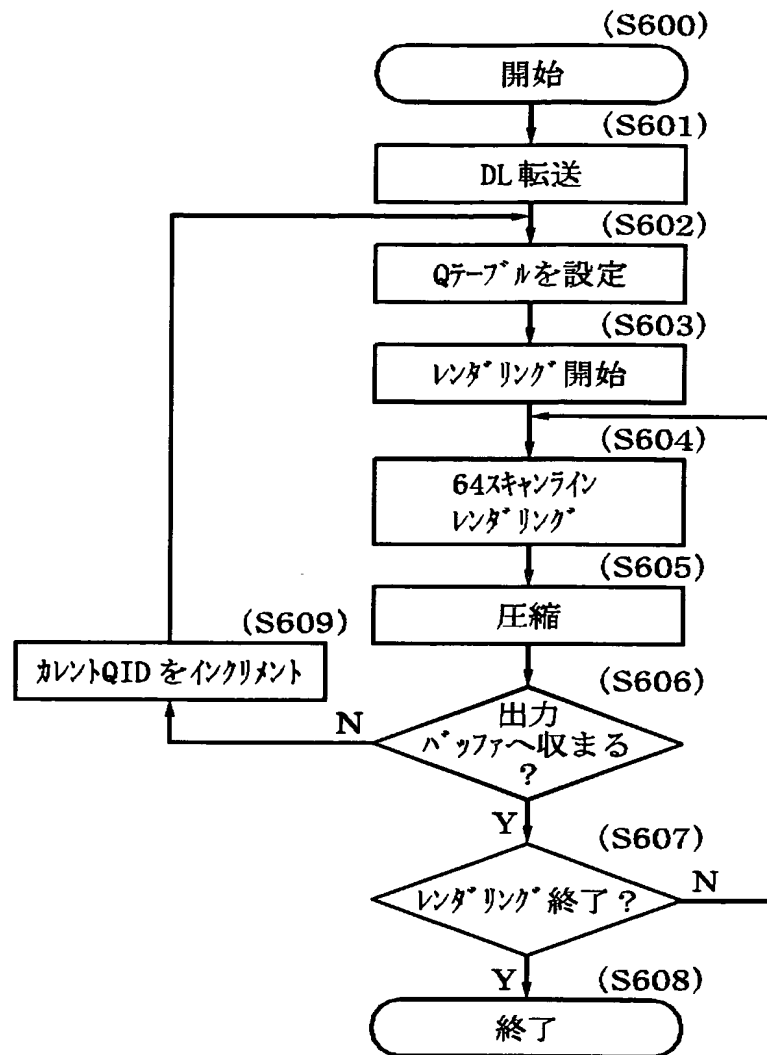 (S600)
開始
(S601)
DL転送
(S602)
Qテーブルを設定
(S603)
レンダリング開始
(S604)
64スキャンライン
レンダリング
(S605)
圧縮
(S609)
カレントQIDをインクリメント
(S606)
出力
バッファへ収まる
?
N
Y
(S607)
レンダリング終了?
N
Y
(S608)
終了